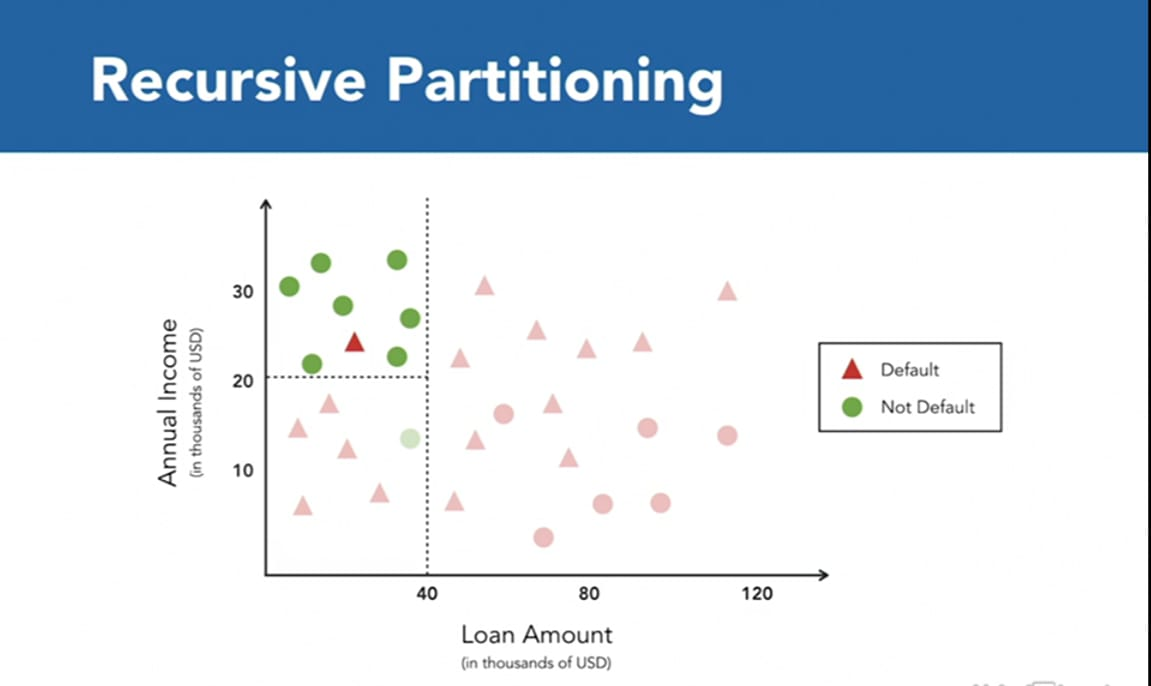 Recursive Partitioning
30
20
10
Annual Income
(in thousands of USD)
40 80 120
Loan Amount
(in thousands of USD)
Default
Not Default